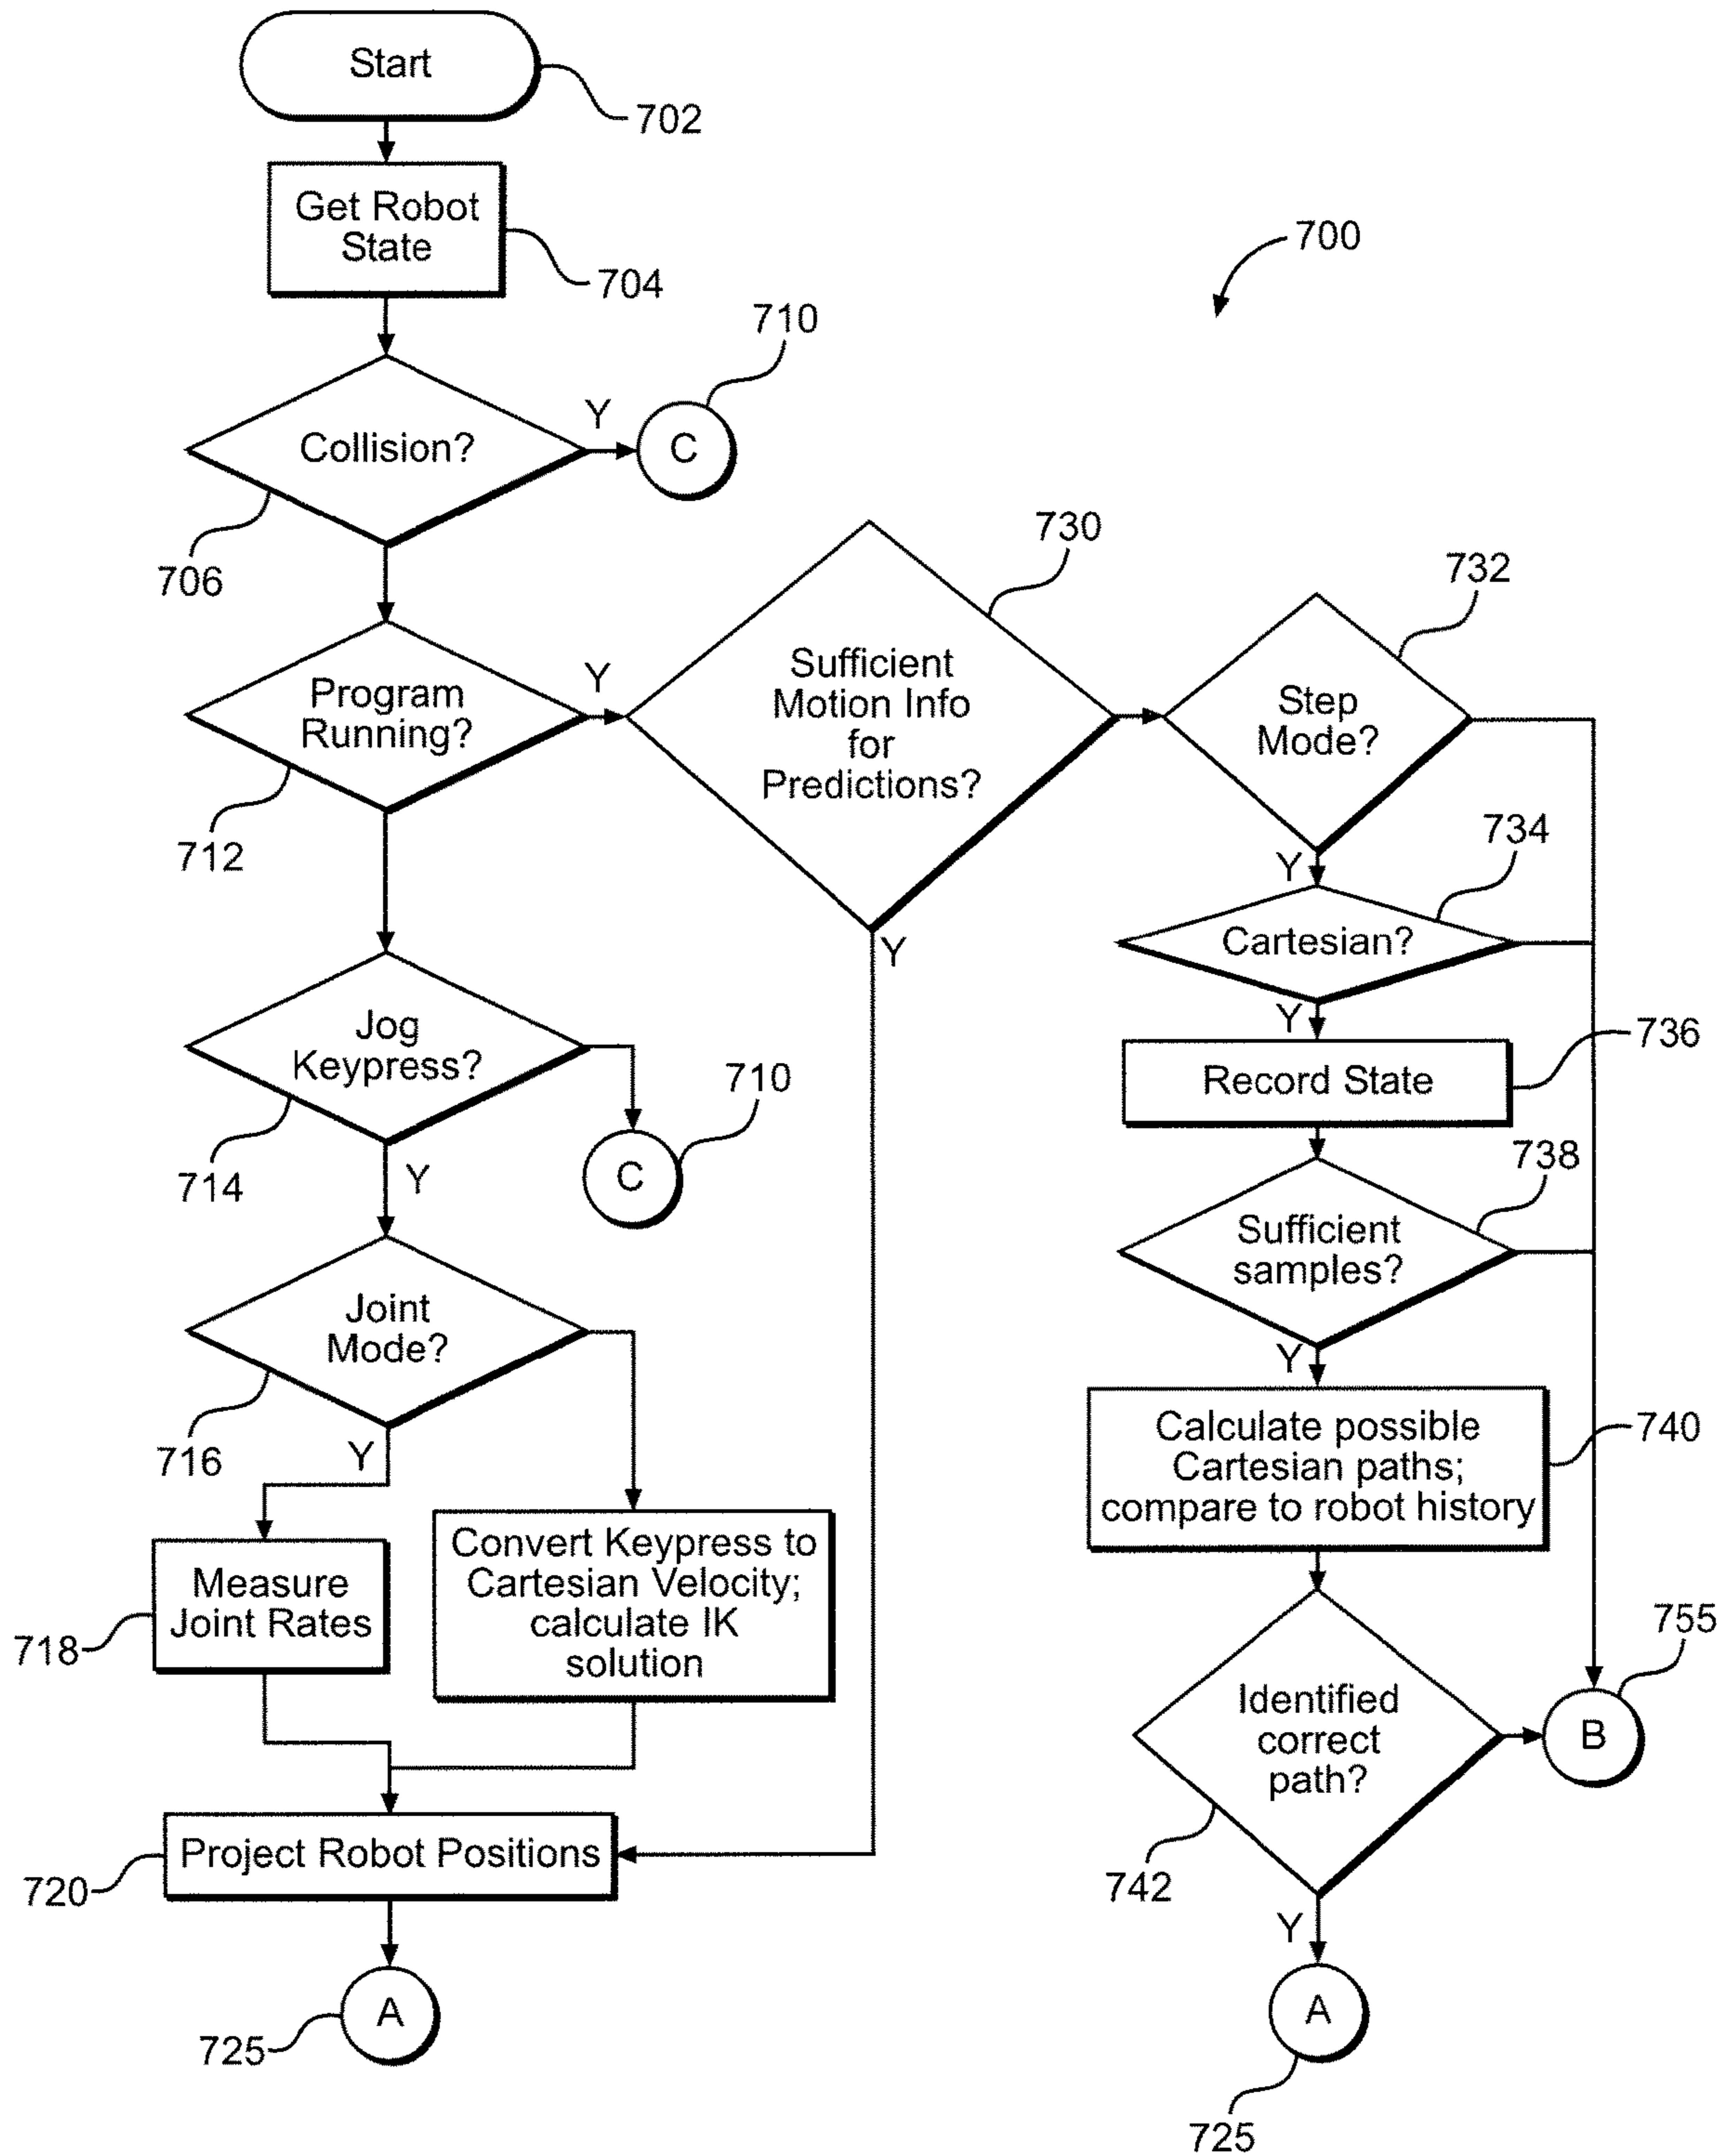 Start
702
Get Robot
State
704
700
710
Collision?
Y
C
706
730
732
Program
Running?
Y
712
Sufficient
Motion Info
for
Predictions?
Y
Step
Mode?
Y
734
Cartesian?
Y
736
Record State
Jog
Keypress?
714
Y
710
C
738
Sufficient
samples?
Y
Joint
Mode?
716
Y
Calculate possible
Cartesian paths;
compare to robot history
740
Measure
Joint Rates
718
Convert Keypress to
Cartesian Velocity;
calculate IK
solution
755
Identified
correct
path?
B
742
Y
Project Robot Positions
720
A
725
A
725